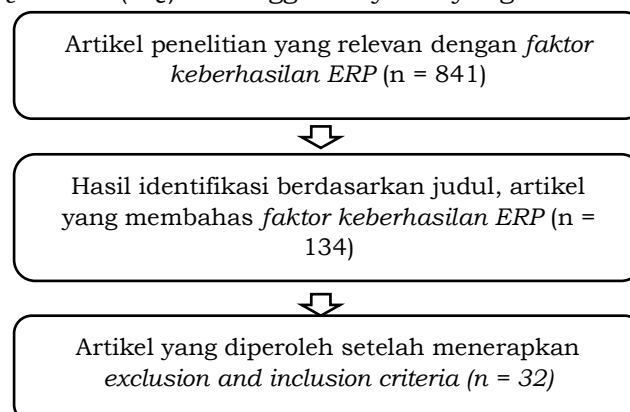 Artikel penelitian yang relevan dengan faktor
keberhasilan ERP (n = 841)
Hasil identifikasi berdasarkan judul, artikel
yang membahas faktor keberhasilan ERP (n =
134)
Artikel yang diperoleh setelah menerapkan
exclusion and inclusion criteria (n = 32)